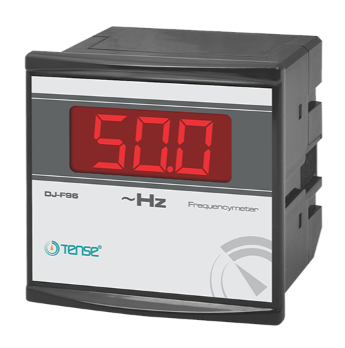 50.0
DJ-F96
~Hz
Frequencymeter
TENSE®